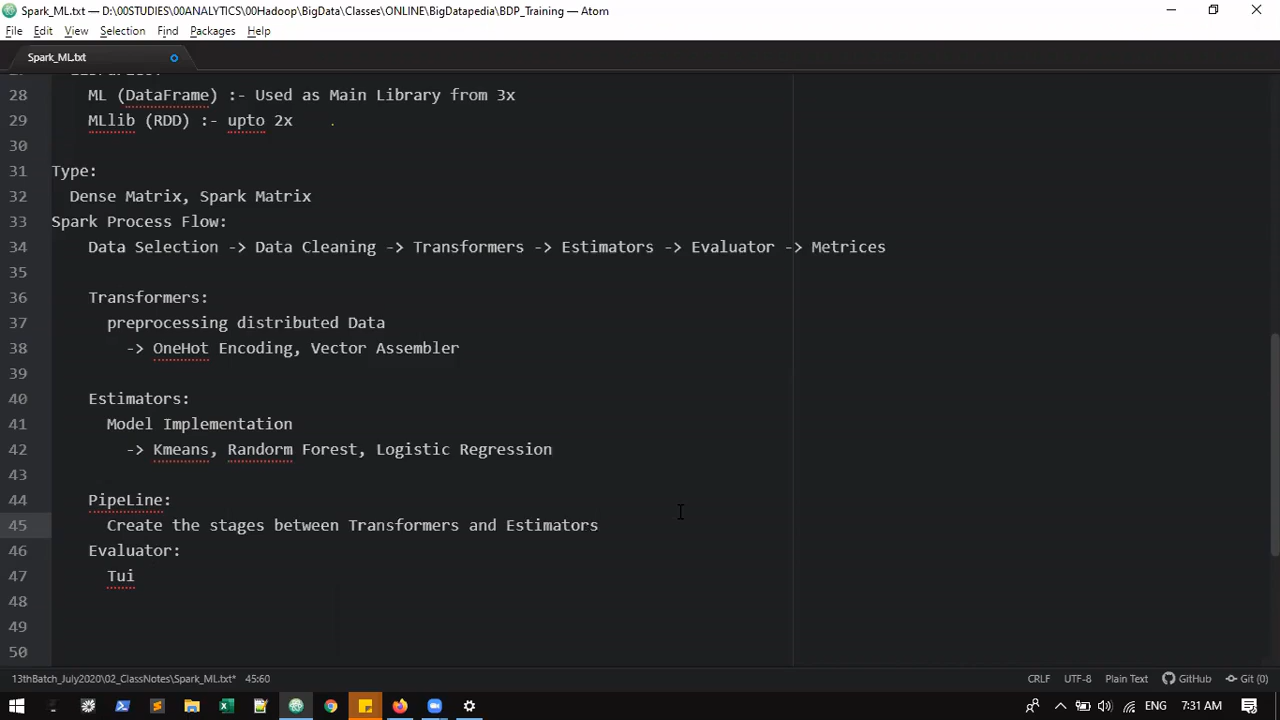 Spark_ML.txt — D:\00STUDIES\00ANALYTICS\00Hadoop\BigData\Classes\ONLINE\BigDatapedia\BDP_Training — Atom
File Edit View Selection Find Packages Help
Spark_ML.txt
28 ML (DataFrame) :- Used as Main Library from 3x
29 MLlib (RDD) :- upto 2x .
30
31 Type:
32 Dense Matrix, Spark Matrix
33 Spark Process Flow:
34 Data Selection -> Data Cleaning -> Transformers -> Estimators -> Evaluator -> Metrices
35
36 Transformers:
37 preprocessing distributed Data
38 -> OneHot Encoding, Vector Assembler
39
40 Estimators:
41 Model Implementation
42 -> Kmeans, Randorm Forest, Logistic Regression
43
44 PipeLine:
45 Create the stages between Transformers and Estimators
46 Evaluator:
47 Tui
48
49
50
13thBatch_July2020\02_ClassNotes\Spark_ML.txt* 45:60 CRLF UTF-8 Plain Text GitHub Git (0)
ENG 7:31 AM